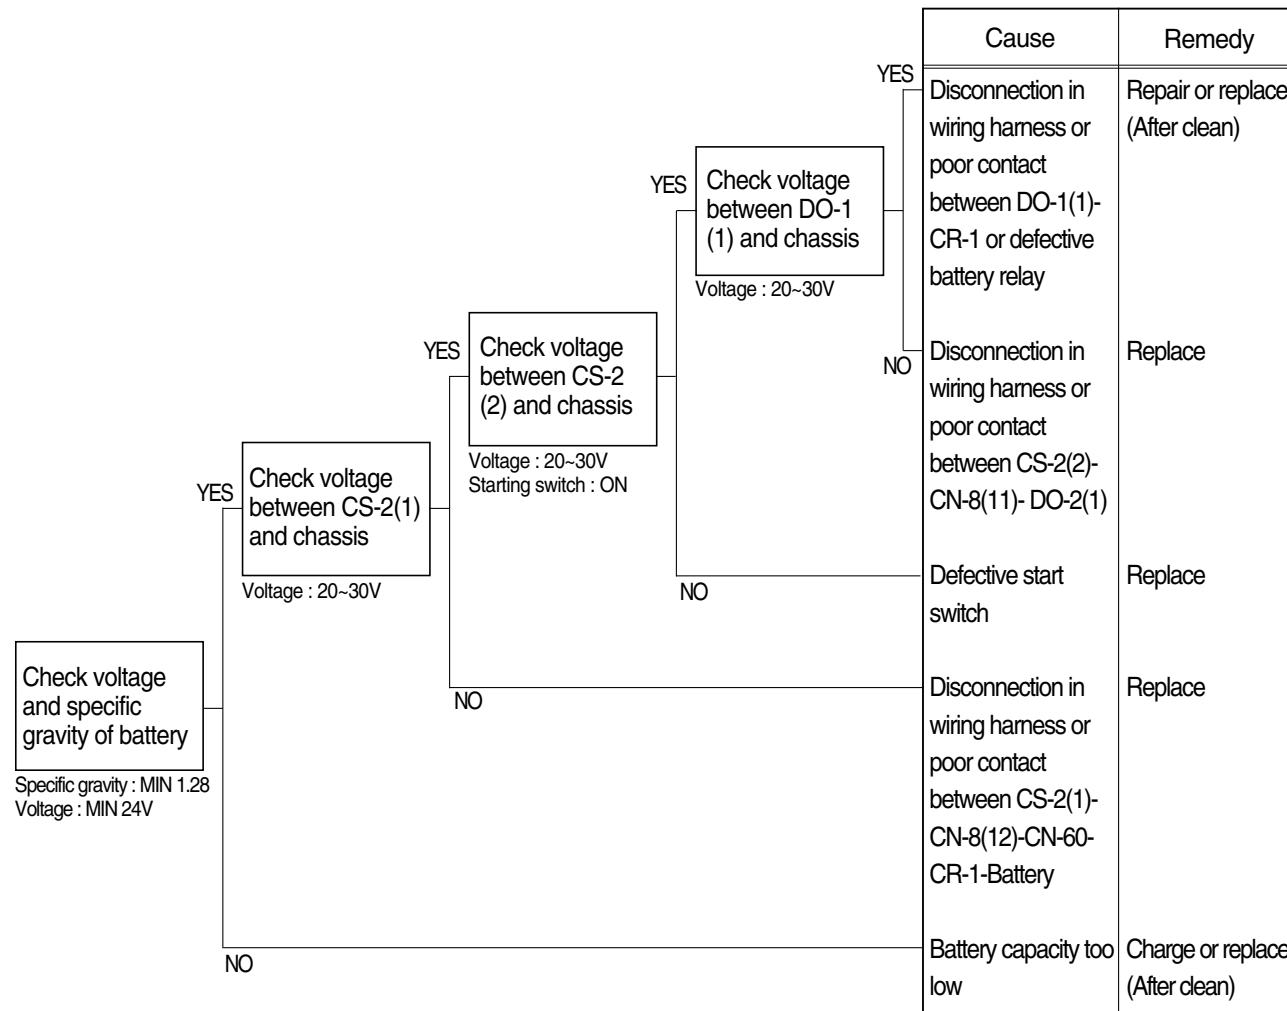 Cause
Remedy
YES
Disconnection in
wiring harness or
poor contact
between DO-1(1)-
CR-1 or defective
battery relay
Repair or replace
(After clean)
YES
Check voltage
between DO-1
(1) and chassis
Voltage : 20~30V
NO
Disconnection in
wiring harness or
poor contact
between CS-2(2)-
CN-8(11)- DO-2(1)
Replace
YES
Check voltage
between CS-2
(2) and chassis
Voltage : 20~30V
Starting switch : ON
NO
Defective start
switch
Replace
YES
Check voltage
between CS-2(1)
and chassis
Voltage : 20~30V
NO
Disconnection in
wiring harness or
poor contact
between CS-2(1)-
CN-8(12)-CN-60-
CR-1-Battery
Replace
Check voltage
and specific
gravity of battery
Specific gravity : MIN 1.28
Voltage : MIN 24V
NO
Battery capacity too
low
Charge or replace
(After clean)